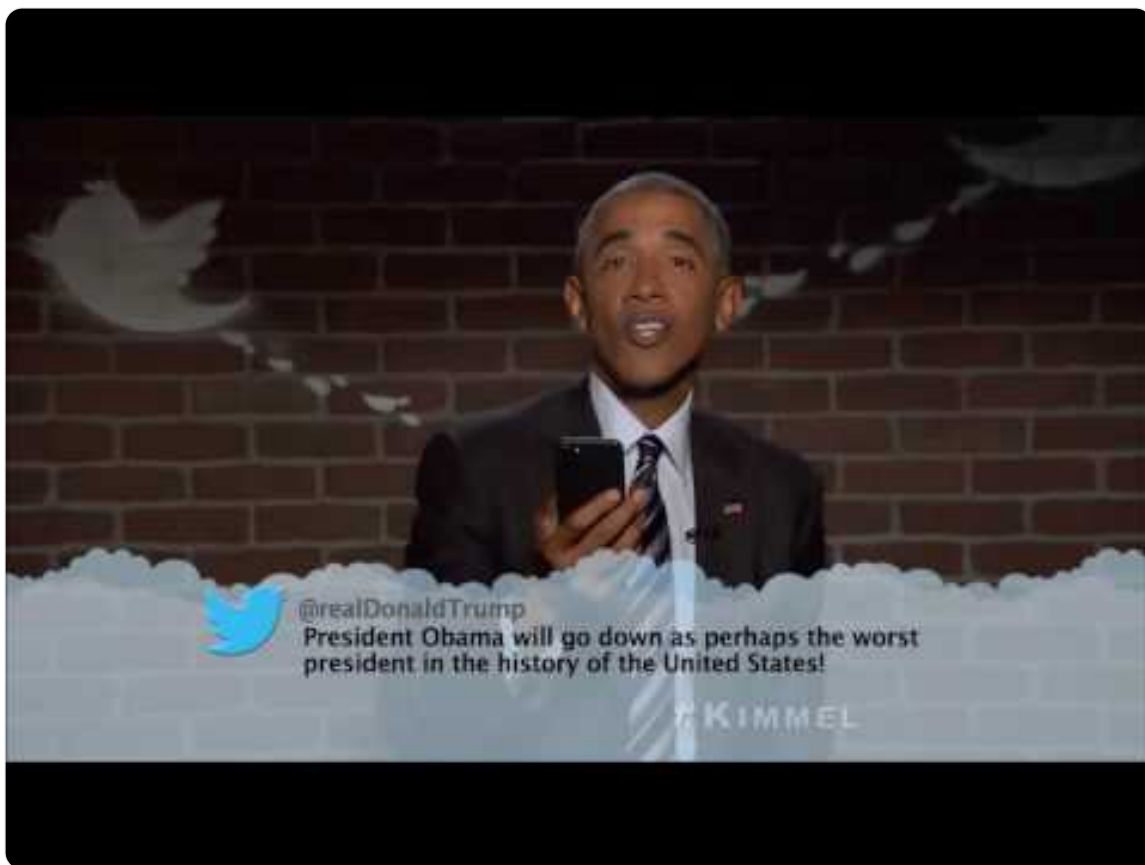 @realDonaldTrump
President Obama will go down as perhaps the worst
president in the history of the United States!
KIMMEL